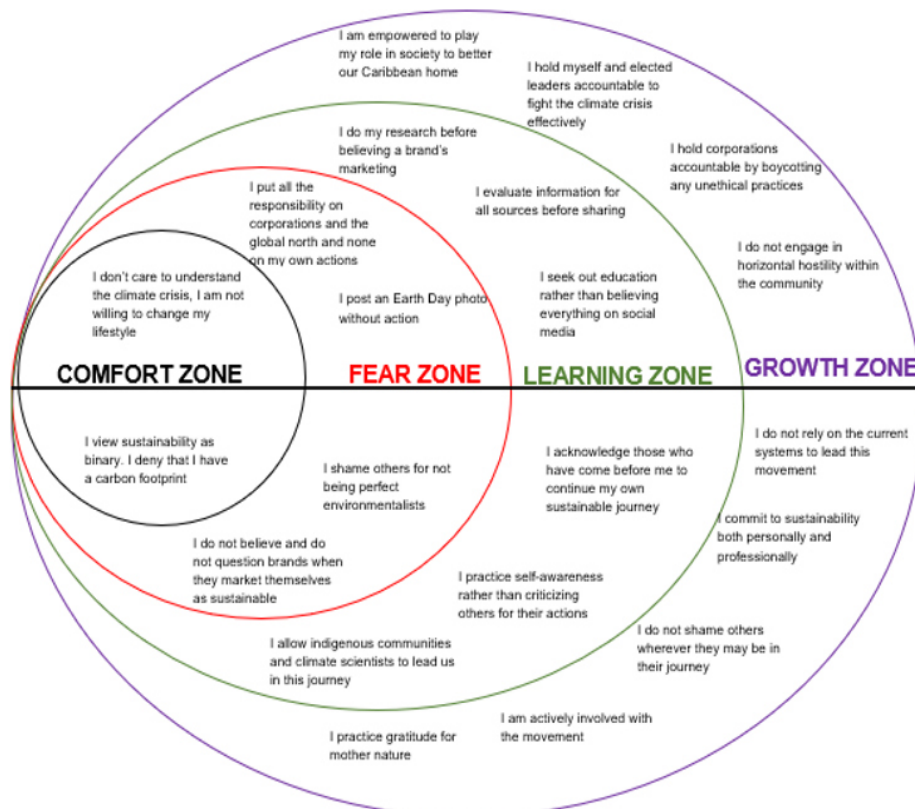 I am empowered to play
my role in society to better
our Caribbean home
I hold myself and elected
leaders accountable to
fight the climate crisis
effectively
I do my research before
believing a brand's
marketing
I hold corporations
accountable by boycotting
any unethical practices
I put all the
responsibility on
corporations and the
global north and none
on my own actions
I evaluate information for
all sources before sharing
I do not engage in
horizontal hostility within
the community
I don't care to understand
the climate crisis, I am not
willing to change my
lifestyle
I post an Earth Day photo
without action
I seek out education
rather than believing
everything on social
media
COMFORT ZONE
FEAR ZONE
LEARNING ZONE
GROWTH ZONE
I view sustainability as
binary. I deny that I have
a carbon footprint
I shame others for not
being perfect
environmentalists
I acknowledge those who
have come before me to
continue my own
sustainable journey
I do not rely on the current
systems to lead this
movement
I commit to sustainability
both personally and
professionally
I do not believe and do
not question brands when
they market themselves
as sustainable
I practice self-awareness
rather than criticizing
others for their actions
I do not shame others
wherever they may be in
their journey
I allow indigenous communities
and climate scientists to lead us
in this journey
I am actively involved with
the movement
I practice gratitude for
mother nature